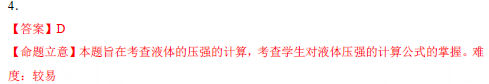 4.
【答案】D
【命题立意】本题旨在考查液体的压强的计算，考查学生对液体压强的计算公式的掌握。难
度：较易